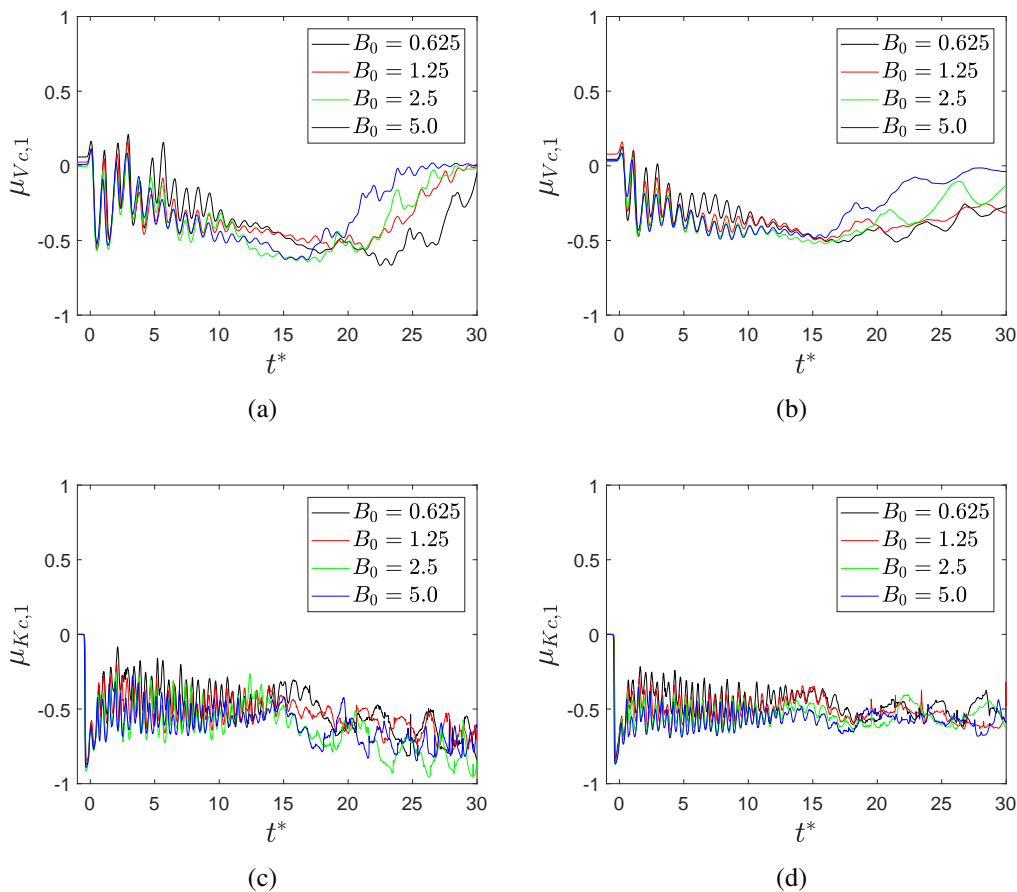 1
0.5
0
-0.5
-1
μ_{Vc,1}
B_0 = 0.625
B_0 = 1.25
B_0 = 2.5
B_0 = 5.0
0 5 10 15 20 25 30
t*
(a)
1
0.5
0
-0.5
-1
μ_{Vc,1}
B_0 = 0.625
B_0 = 1.25
B_0 = 2.5
B_0 = 5.0
0 5 10 15 20 25 30
t*
(b)
1
0.5
0
-0.5
-1
μ_{Kc,1}
B_0 = 0.625
B_0 = 1.25
B_0 = 2.5
B_0 = 5.0
0 5 10 15 20 25 30
t*
(c)
1
0.5
0
-0.5
-1
μ_{Kc,1}
B_0 = 0.625
B_0 = 1.25
B_0 = 2.5
B_0 = 5.0
0 5 10 15 20 25 30
t*
(d)